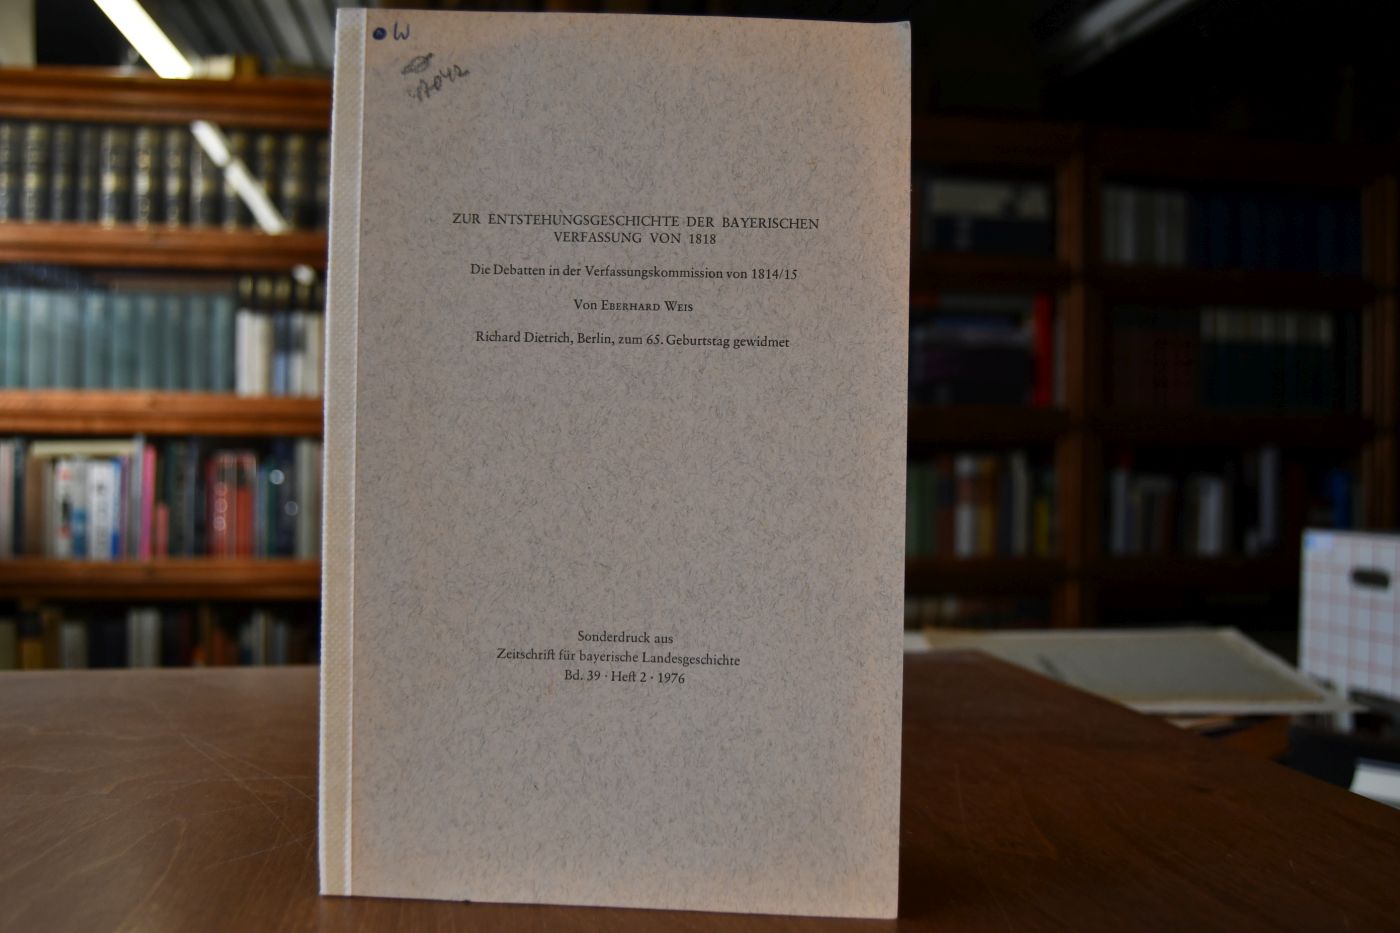 W
ZUR ENTSTEHUNGSGESCHICHTE DER BAYERISCHEN
VERFASSUNG VON 1818
Die Debatten in der Verfassungskommission von 1814/15
Von EBERHARD WEIS
Richard Dietrich, Berlin, zum 65. Geburtstag gewidmet
Sonderdruck aus
Zeitschrift für bayerische Landesgeschichte
Bd. 39 · Heft 2 · 1976